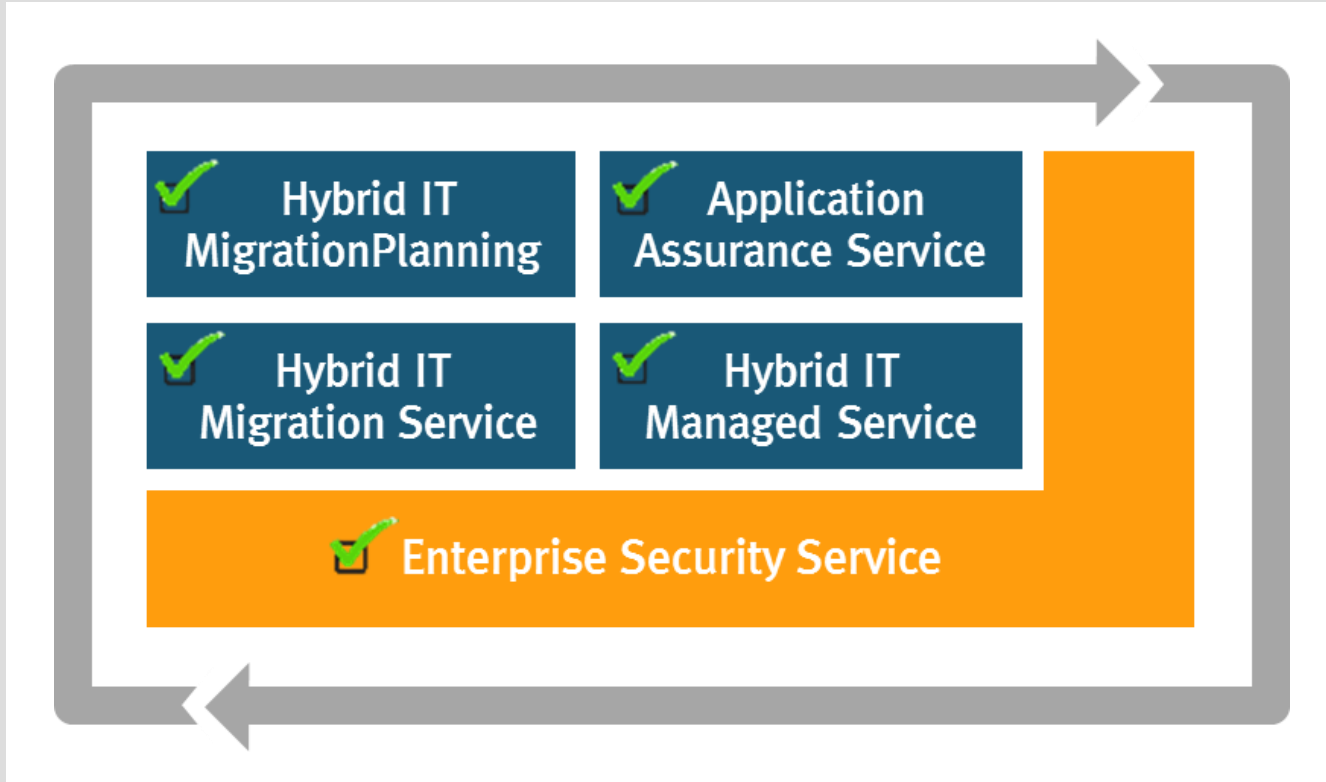 Hybrid IT
MigrationPlanning
Application
Assurance Service
Hybrid IT
Migration Service
Hybrid IT
Managed Service
Enterprise Security Service